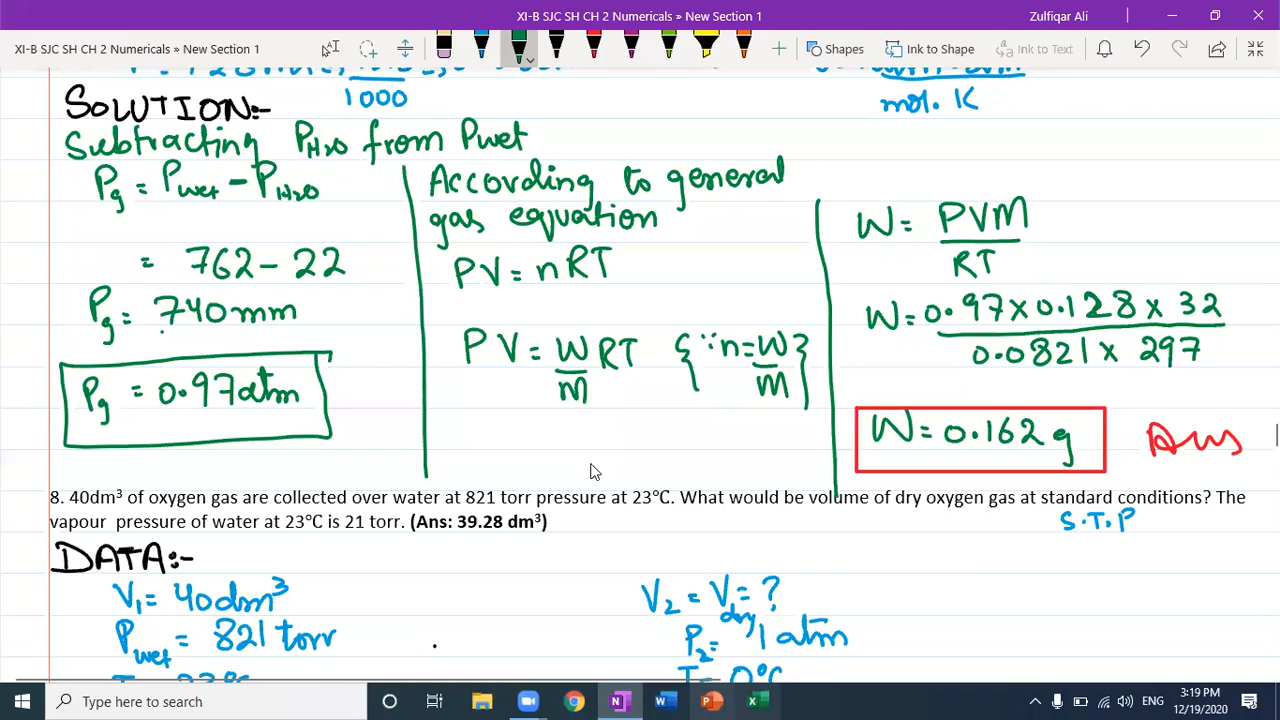 XI-B SJC SH CH 2 Numericals » New Section 1
Zulfiqar Ali
XI-B SJC SH CH 2 Numericals » New Section 1
Shapes
Ink to Shape
Ink to Text
1000
mol. K
SOLUTION:-
Subtracting PH2O from Pwet
Pg = Pwet - PH2O
= 762 - 22
Pg = 740mm
Pg = 0.97atm
According to general
gas equation
PV = nRT
PV = W/M RT {∵n=W/M}
W = PVM/RT
W = 0.97 x 0.128 x 32 / 0.0821 x 297
W = 0.162 g
Ans
8. 40dm³ of oxygen gas are collected over water at 821 torr pressure at 23°C. What would be volume of dry oxygen gas at standard conditions? The
vapour pressure of water at 23°C is 21 torr. (Ans: 39.28 dm³)
S.T.P
DATA:-
V1 = 40dm³
V2 = Vdry = ?
Pwet = 821 torr
P2 = 1 atm
Type here to search
ENG
3:19 PM
12/19/2020